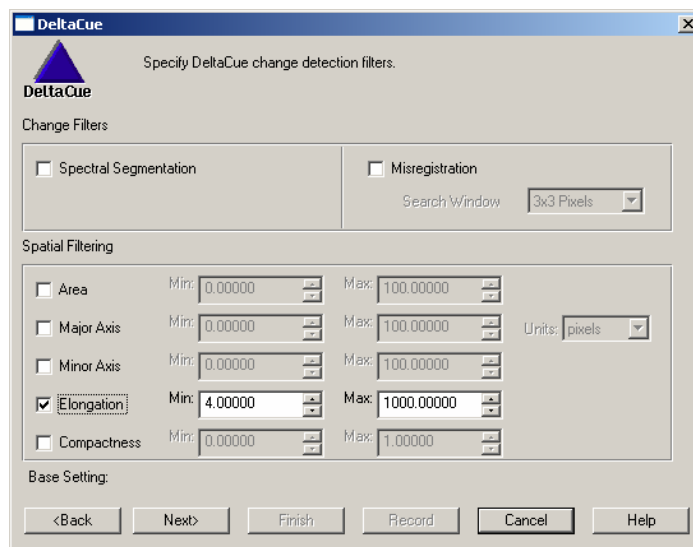 DeltaCue
Specify DeltaCue change detection filters.
DeltaCue
Change Filters
Spectral Segmentation
Misregistration
Search Window 3x3 Pixels
Spatial Filtering
Area Min: 0.00000 Max: 100.00000
Major Axis Min: 0.00000 Max: 100.00000 Units: pixels
Minor Axis Min: 0.00000 Max: 100.00000
Elongation Min: 4.00000 Max: 1000.00000
Compactness Min: 0.00000 Max: 1.00000
Base Setting:
<Back Next> Finish Record Cancel Help